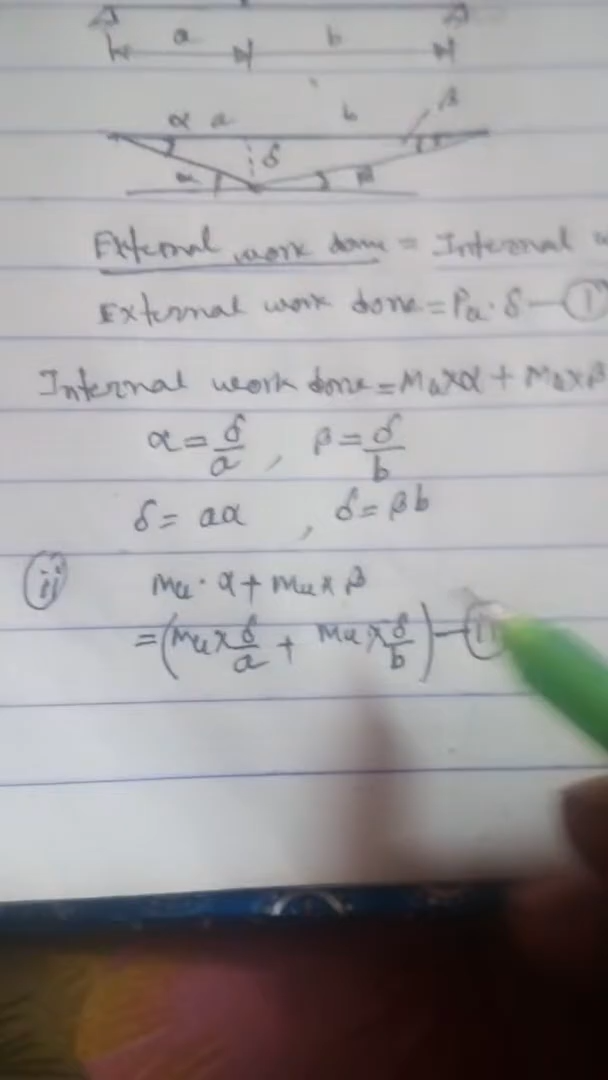 a b
α a b β
δ
α
External work done = Internal
External work done = Pu · δ — ①
Internal work done = Mu×α + Mu×β
α = δ/a , β = δ/b
δ = aα , δ = βb
ⓘⓘ Mu · α + Mu × β
= (Mu × δ/a + Mu × δ/b) —